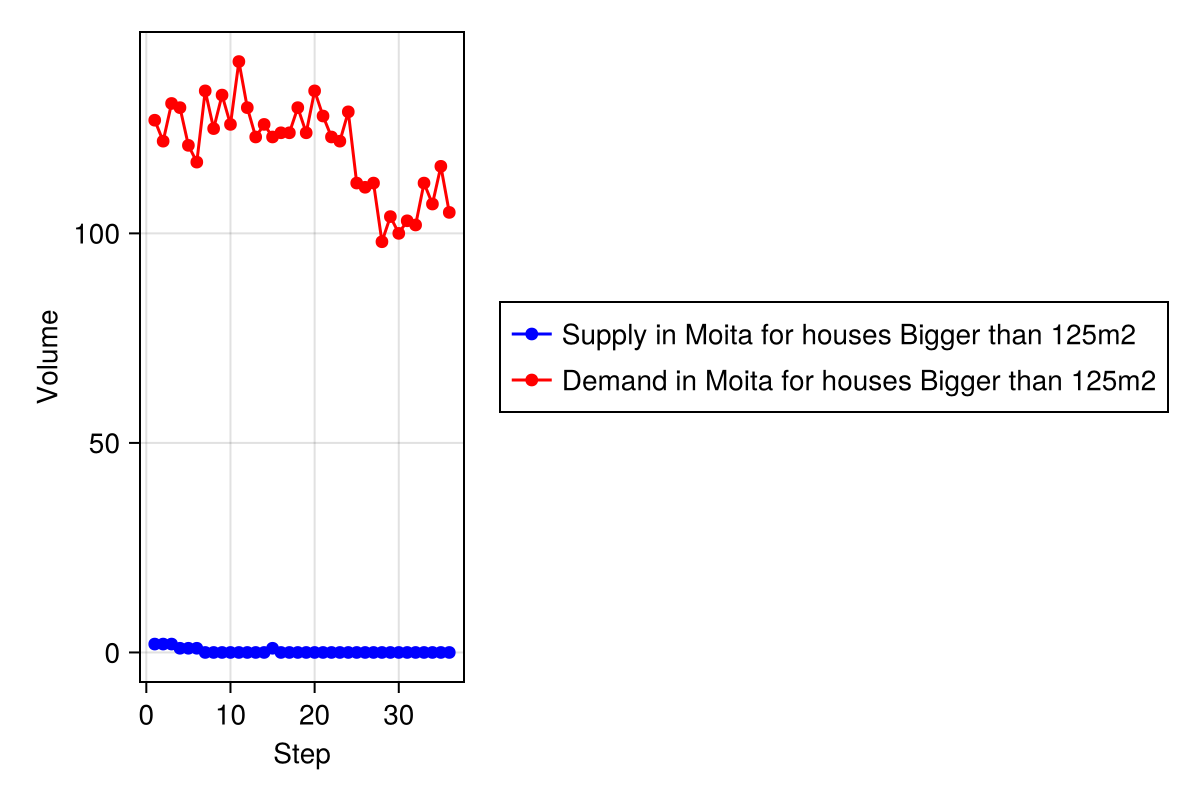 Volume
100
50
0
0 10 20 30
Step
Supply in Moita for houses Bigger than 125m2
Demand in Moita for houses Bigger than 125m2